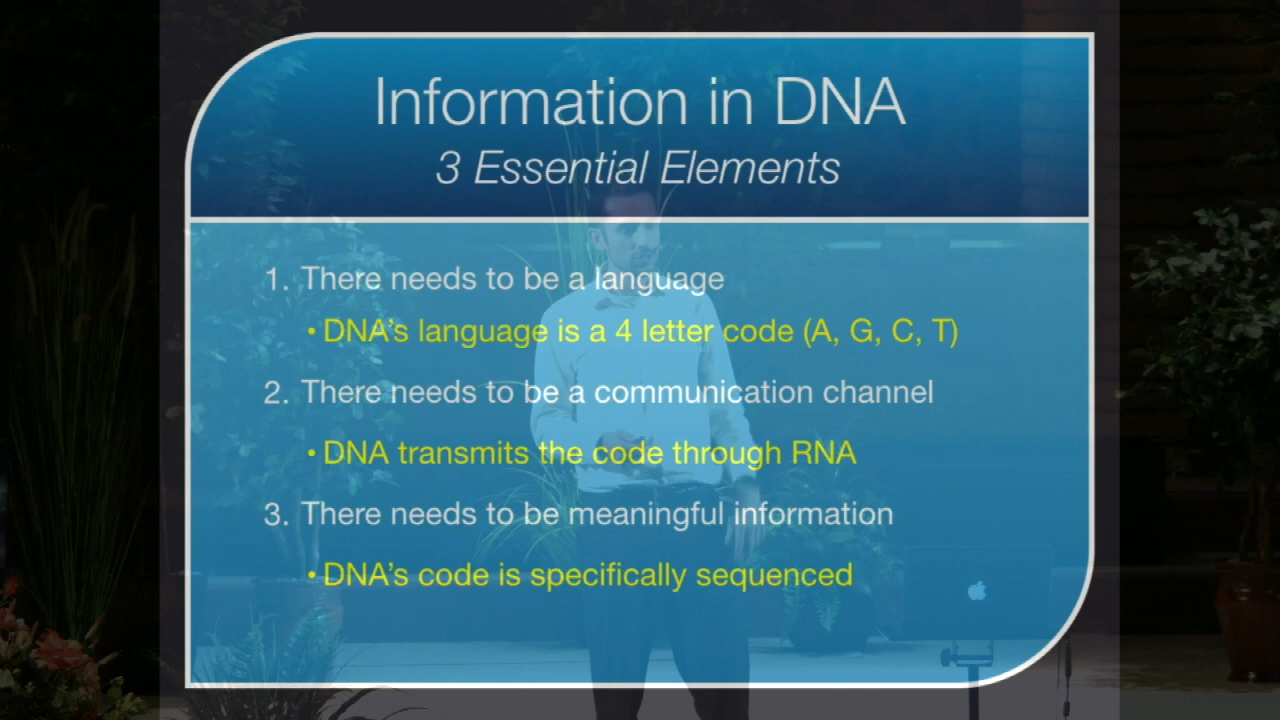 Information in DNA
3 Essential Elements
1. There needs to be a language
• DNA's language is a 4 letter code (A, G, C, T)
2. There needs to be a communication channel
• DNA transmits the code through RNA
3. There needs to be meaningful information
• DNA's code is specifically sequenced